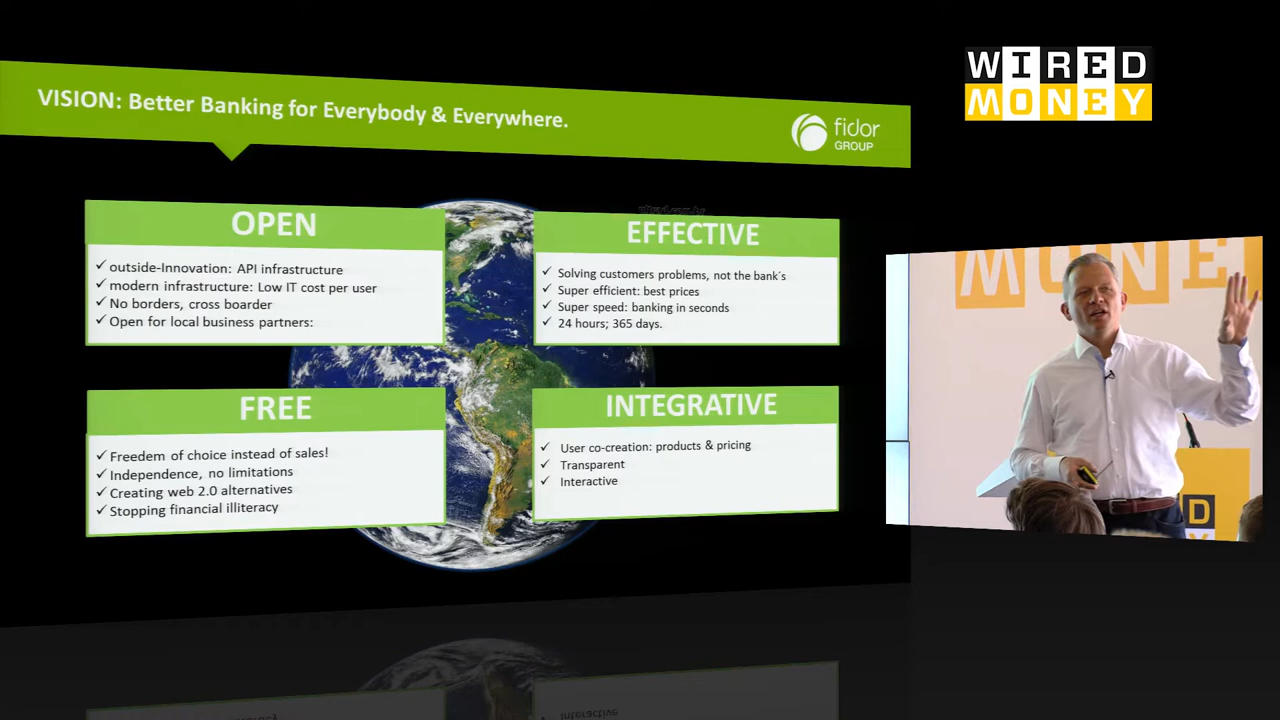 WIRED
MONEY
VISION: Better Banking for Everybody & Everywhere.
fidor
GROUP
OPEN
✓ outside-Innovation: API infrastructure
✓ modern infrastructure: Low IT cost per user
✓ No borders, cross boarder
✓ Open for local business partners:
EFFECTIVE
✓ Solving customers problems, not the bank´s
✓ Super efficient: best prices
✓ Super speed: banking in seconds
✓ 24 hours; 365 days.
FREE
✓ Freedom of choice instead of sales!
✓ Independence, no limitations
✓ Creating web 2.0 alternatives
✓ Stopping financial illiteracy
INTEGRATIVE
✓ User co-creation: products & pricing
✓ Transparent
✓ Interactive
MONE
D
Y
Interactive